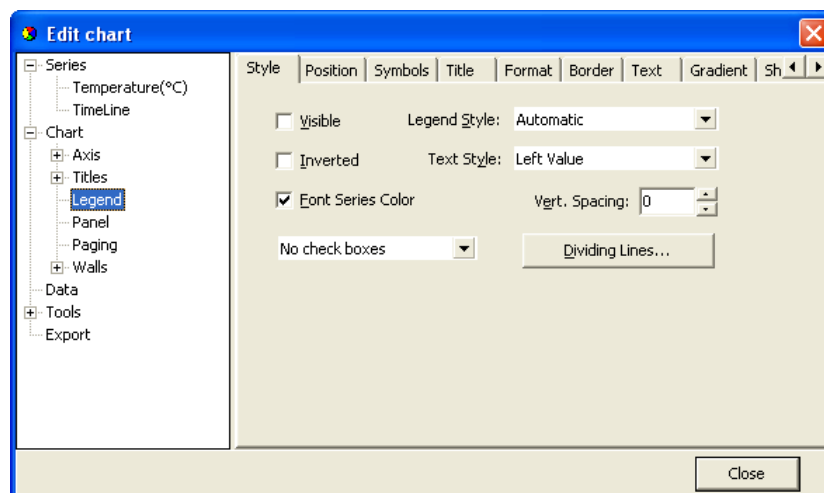 Edit chart
Series
Temperature(°C)
TimeLine
Chart
Axis
Titles
Legend
Panel
Paging
Walls
Data
Tools
Export
Style Position Symbols Title Format Border Text Gradient Sh
Visible Legend Style: Automatic
Inverted Text Style: Left Value
Font Series Color Vert. Spacing: 0
No check boxes Dividing Lines...
Close